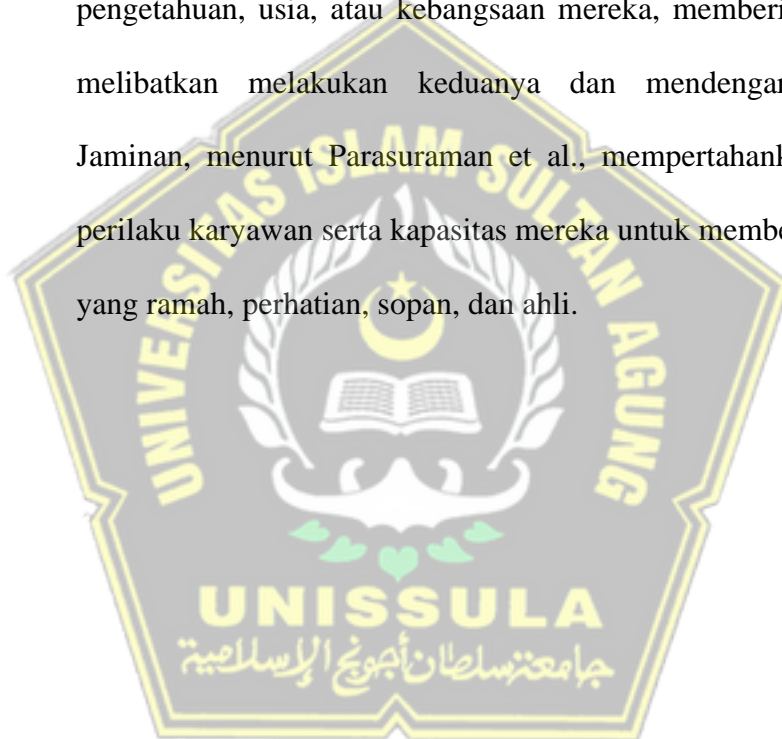 pengetahuan, usia, atau kebangsaan mereka, memberi
melibatkan melakukan keduanya dan mendengar
Jaminan, menurut Parasuraman et al., mempertahank
perilaku karyawan serta kapasitas mereka untuk membe
yang ramah, perhatian, sopan, dan ahli.
UNIVERSITAS ISLAM SULTAN AGUNG
UNISSULA
جامعة سلطان أجونج الإسلامية